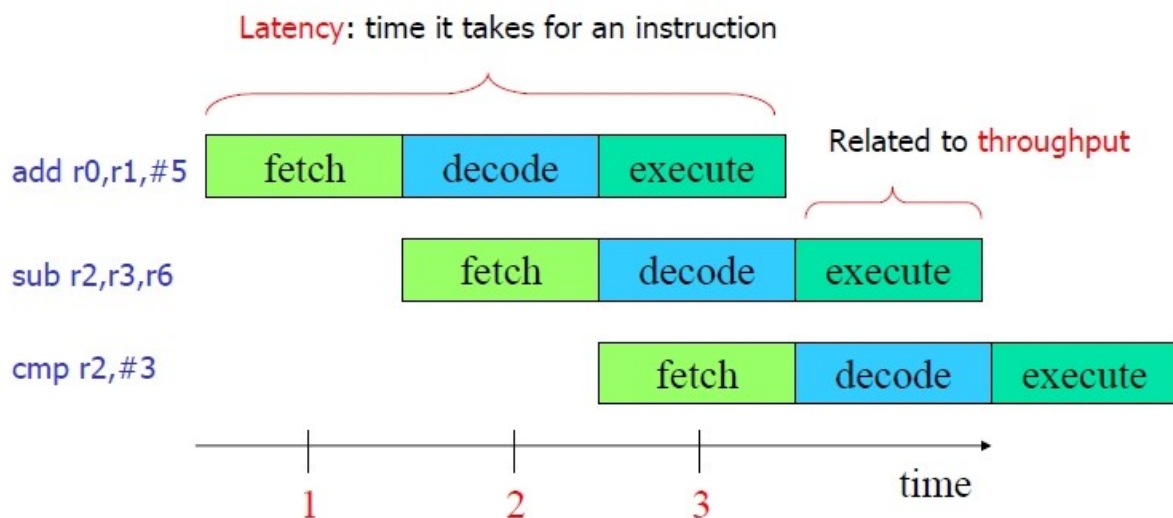 Latency: time it takes for an instruction
Related to throughput
add r0,r1,#5
fetch decode execute
sub r2,r3,r6
fetch decode execute
cmp r2,#3
fetch decode execute
1 2 3
time